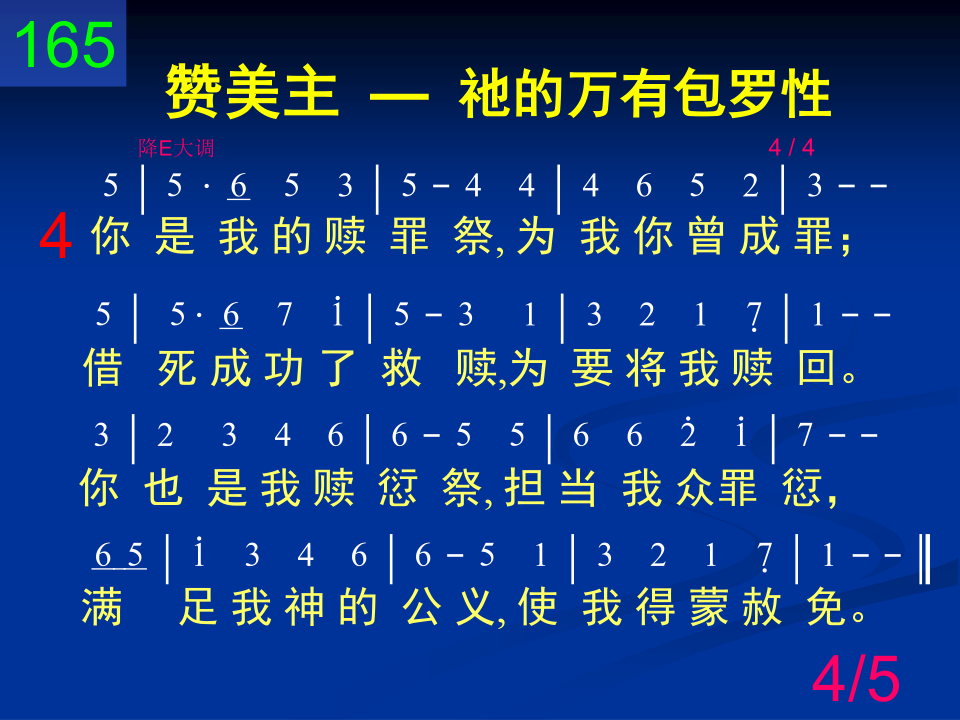 165
赞美主 — 祂的万有包罗性
降E大调 4 / 4
5 | 5 · 6̲ 5 3 | 5 – 4 4 | 4 6 5 2 | 3 – –
4 你 是 我 的 赎 罪 祭, 为 我 你 曾 成 罪；
5 | 5 · 6̲ 7 1̇ | 5 – 3 1 | 3 2 1 7̣ | 1 – –
借 死 成 功 了 救 赎,为 要 将 我 赎 回。
3 | 2 3 4 6 | 6 – 5 5 | 6 6 2̇ 1̇ | 7 – –
你 也 是 我 赎 愆 祭, 担 当 我 众 罪 愆，
6̲ 5̲ | 1̇ 3 4 6 | 6 – 5 1 | 3 2 1 7̣ | 1 – – ‖
满 足 我 神 的 公 义, 使 我 得 蒙 赦 免。
4/5